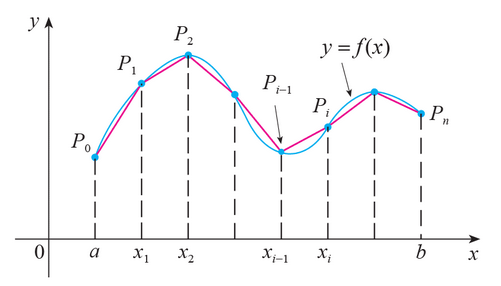 y
P₂
y = f(x)
P₁
Pᵢ₋₁
Pᵢ
Pₙ
P₀
0 a x₁ x₂ xᵢ₋₁ xᵢ b x